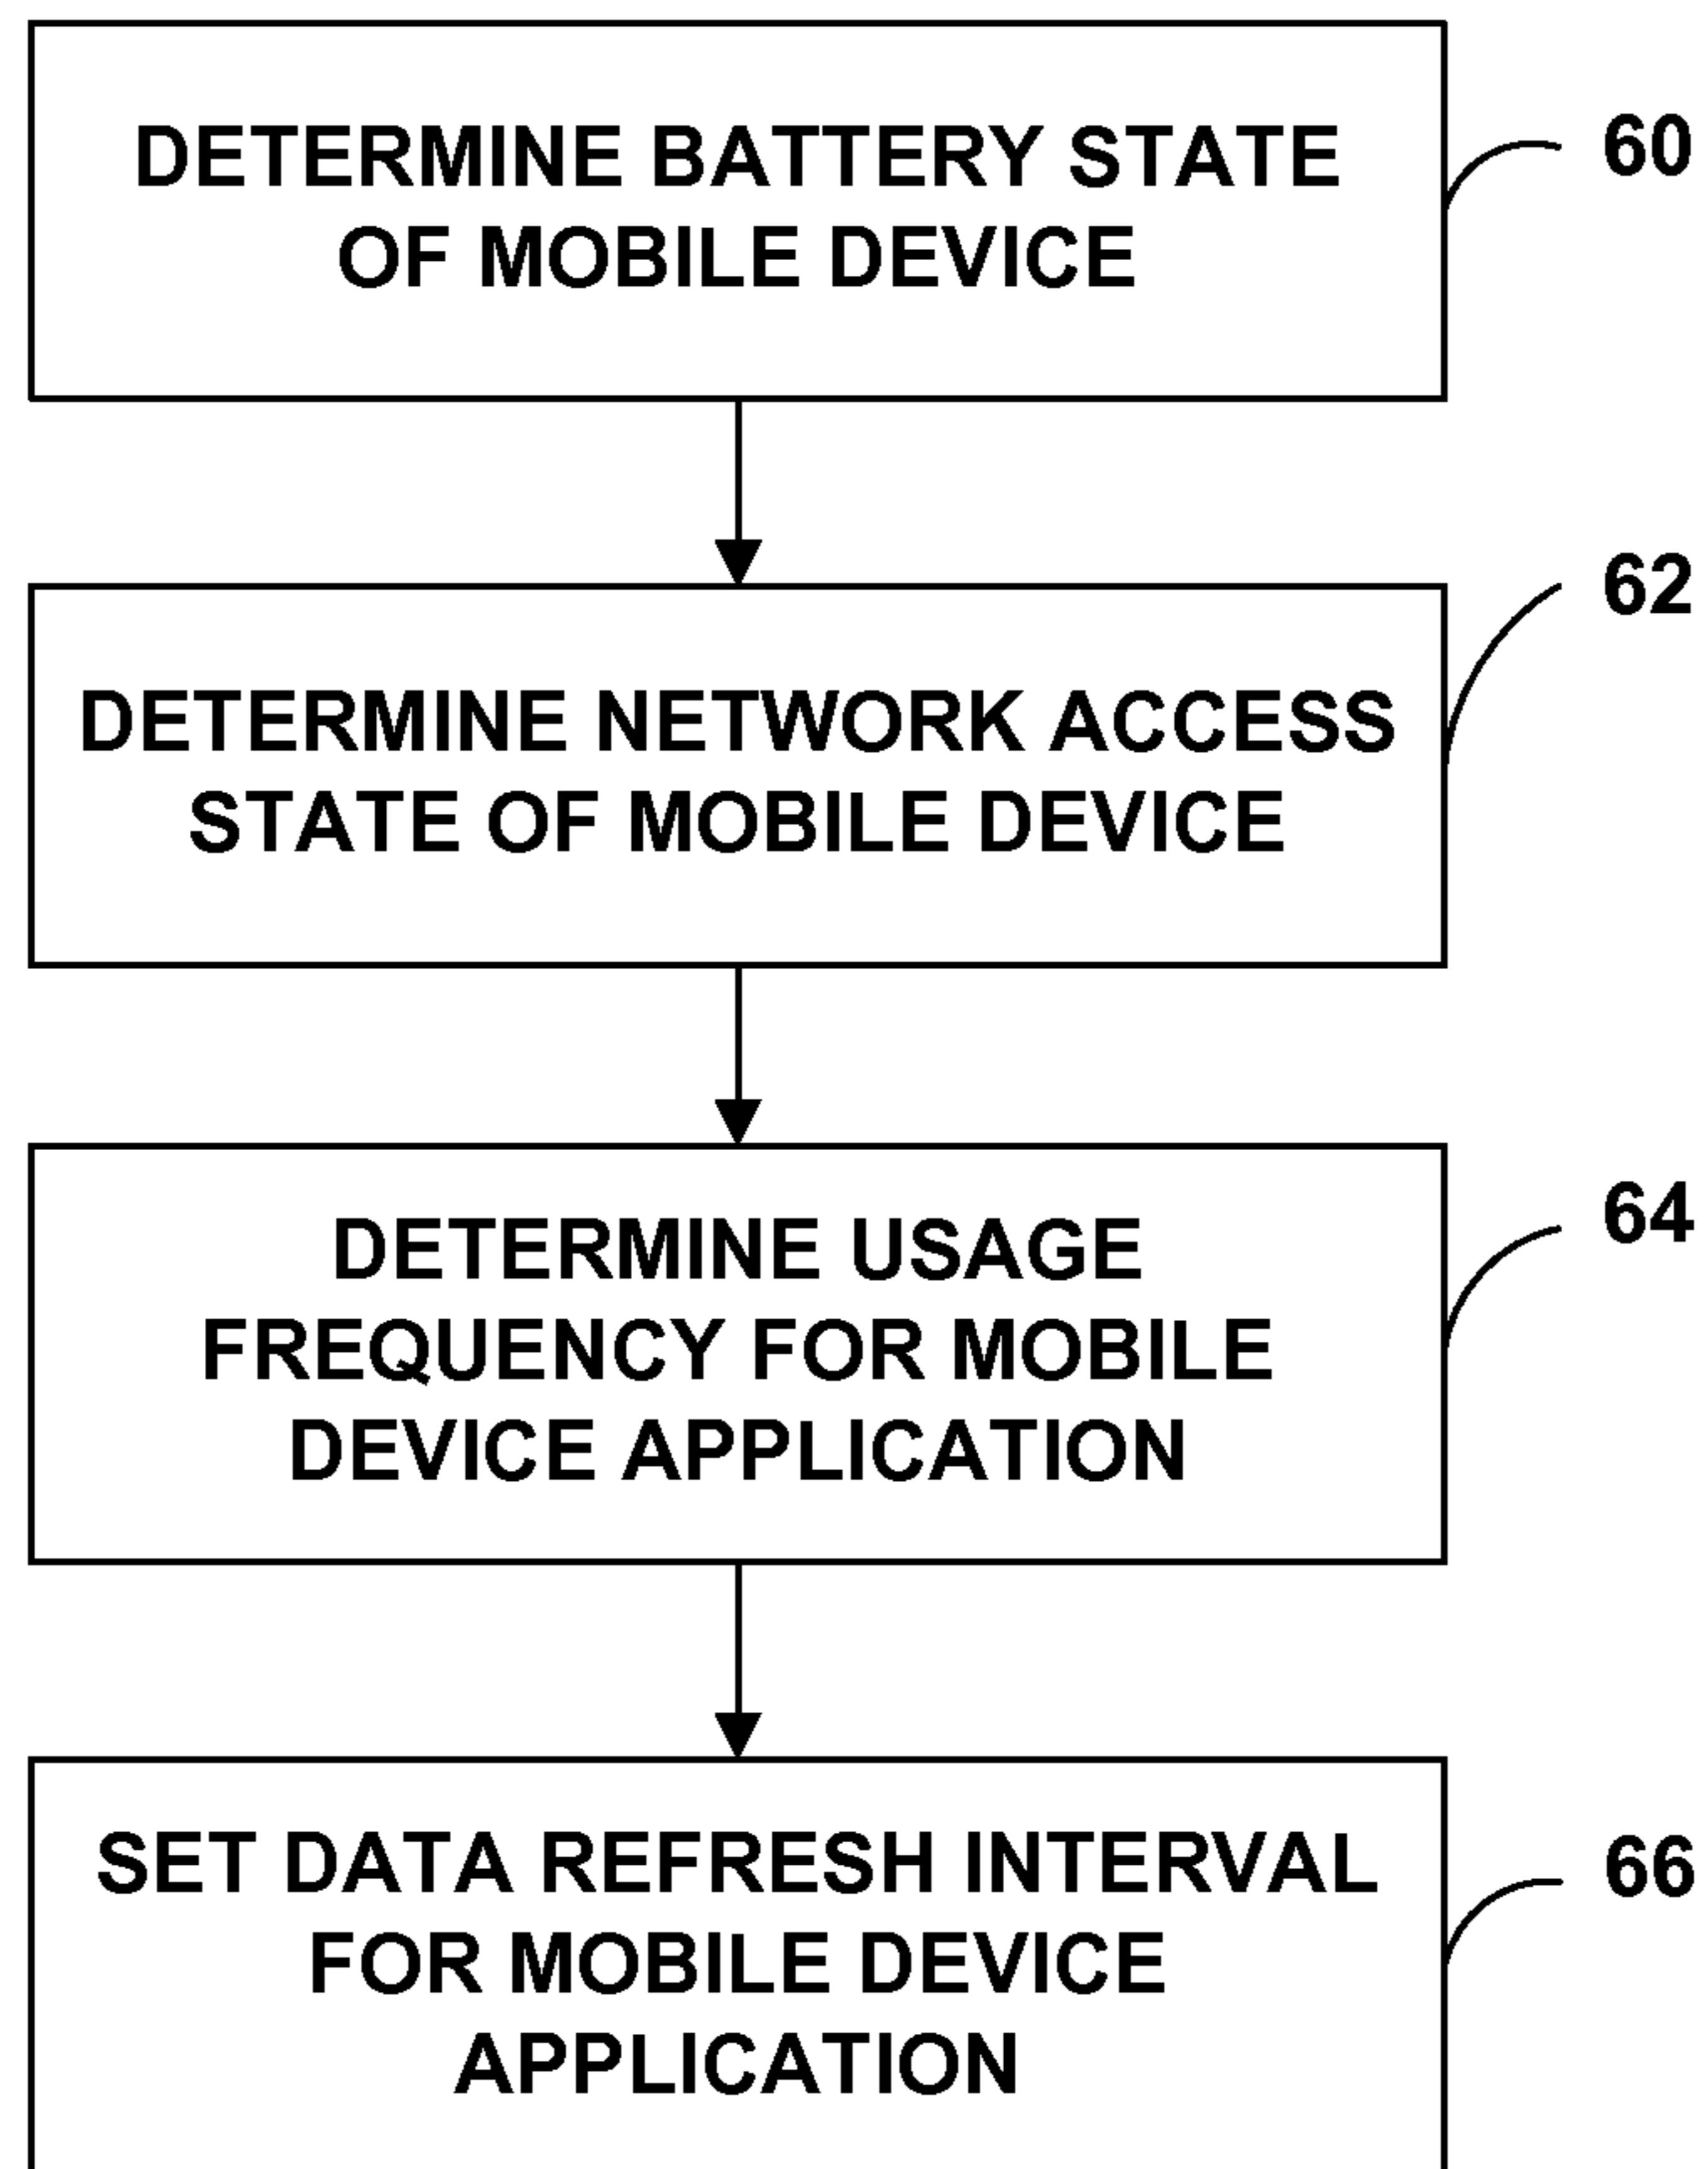 DETERMINE BATTERY STATE
OF MOBILE DEVICE
60
DETERMINE NETWORK ACCESS
STATE OF MOBILE DEVICE
62
DETERMINE USAGE
FREQUENCY FOR MOBILE
DEVICE APPLICATION
64
SET DATA REFRESH INTERVAL
FOR MOBILE DEVICE
APPLICATION
66